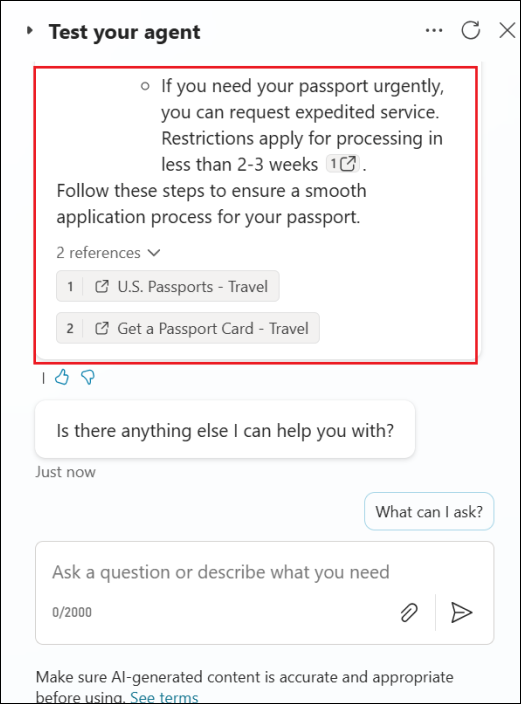 Test your agent
If you need your passport urgently,
you can request expedited service.
Restrictions apply for processing in
less than 2-3 weeks 1 .
Follow these steps to ensure a smooth
application process for your passport.
2 references
1 U.S. Passports - Travel
2 Get a Passport Card - Travel
Is there anything else I can help you with?
Just now
What can I ask?
Ask a question or describe what you need
0/2000
Make sure AI-generated content is accurate and appropriate
before using. See terms